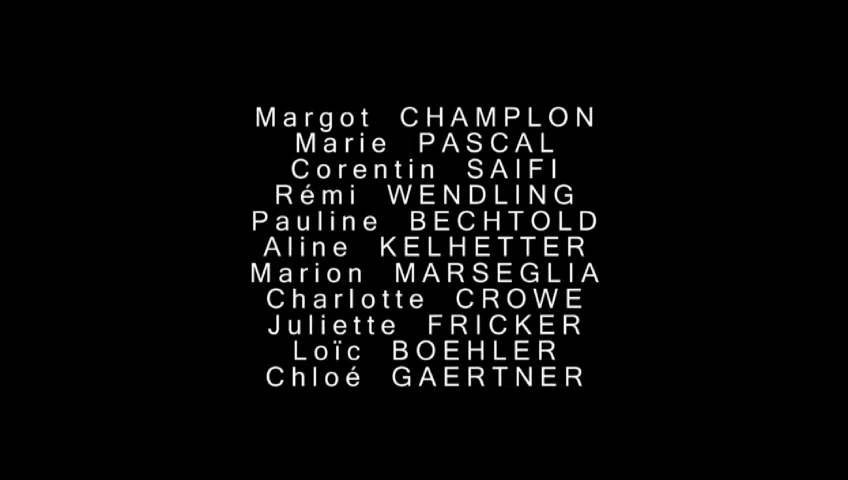 Margot CHAMPLON
Marie PASCAL
Corentin SAIFI
Rémi WENDLING
Pauline BECHTOLD
Aline KELHETTER
Marion MARSEGLIA
Charlotte CROWE
Juliette FRICKER
Loïc BOEHLER
Chloé GAERTNER